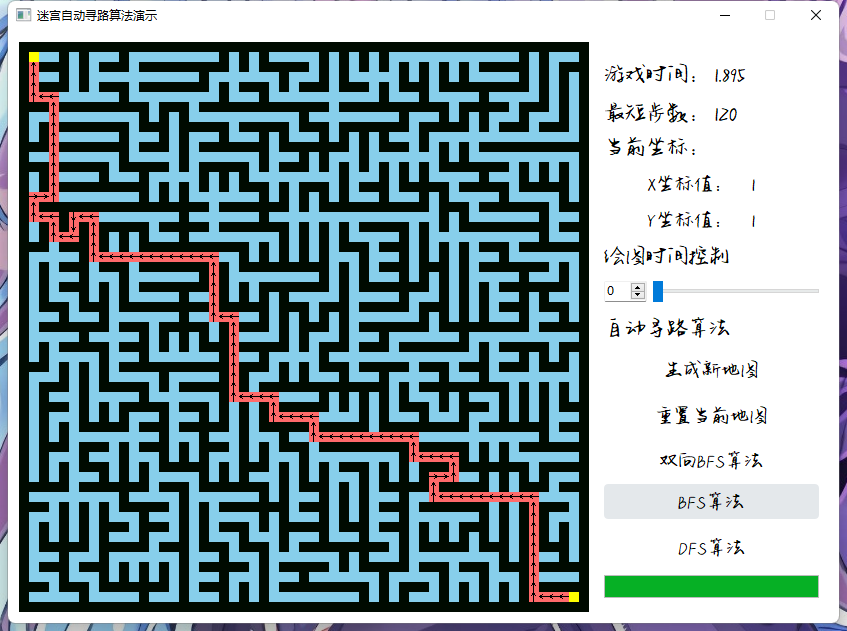 迷宫自动寻路算法演示
游戏时间： 1.895
最短步数： 120
当前坐标：
X坐标值： 1
Y坐标值： 1
绘图时间控制
0
自动寻路算法
生成新地图
重置当前地图
双向BFS算法
BFS算法
DFS算法